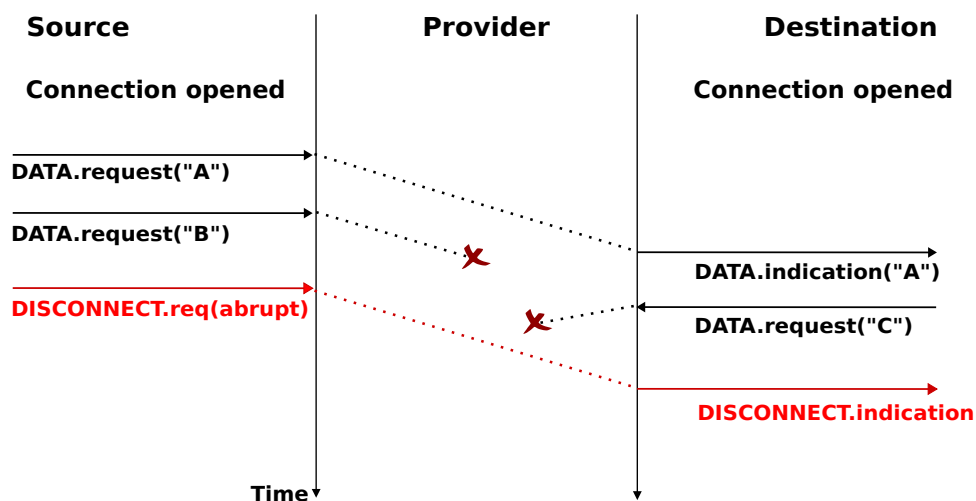 Source
Provider
Destination
Connection opened
Connection opened
DATA.request("A")
DATA.request("B")
DATA.indication("A")
DISCONNECT.req(abrupt)
DATA.request("C")
DISCONNECT.indication
Time